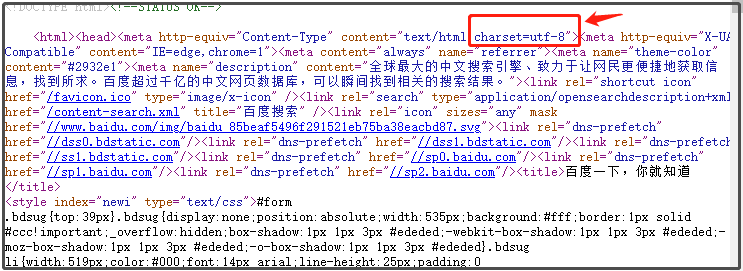 <!DOCTYPE html><!--STATUS OK-->
<html><head><meta http-equiv="Content-Type" content="text/html charset=utf-8"><meta http-equiv="X-UA
Compatible" content="IE=edge,chrome=1"><meta content="always" name="referrer"><meta name="theme-color"
content="#2932e1"><meta name="description" content="全球最大的中文搜索引擎、致力于让网民更便捷地获取信
息，找到所求。百度超过千亿的中文网页数据库，可以瞬间找到相关的搜索结果。"><link rel="shortcut icon"
href="//favicon.ico" type="image/x-icon" /><link rel="search" type="application/opensearchdescription+xml
href="/content-search.xml" title="百度搜索" /><link rel="icon" sizes="any" mask
href="//www.baidu.com/img/baidu_85beaf5496f291521eb75ba38eacbd87.svg"><link rel="dns-prefetch"
href="//dss0.bdstatic.com"/><link rel="dns-prefetch" href="//dss1.bdstatic.com"/><link rel="dns-prefetch"
href="//ss1.bdstatic.com"/><link rel="dns-prefetch" href="//sp0.baidu.com"/><link rel="dns-prefetch"
href="//sp1.baidu.com"/><link rel="dns-prefetch" href="//sp2.baidu.com"/><title>百度一下，你就知道
</title>
<style index="newi" type="text/css">#form
.bdsug{top:39px}.bdsug{display:none;position:absolute;width:535px;background:#fff;border:1px solid
#ccc!important;_overflow:hidden;box-shadow:1px 1px 3px #ededed;-webkit-box-shadow:1px 1px 3px #ededed;-
moz-box-shadow:1px 1px 3px #ededed;-o-box-shadow:1px 1px 3px #ededed}.bdsug
li{width:519px;color:#000;font:14px arial;line-height:25px;padding:0